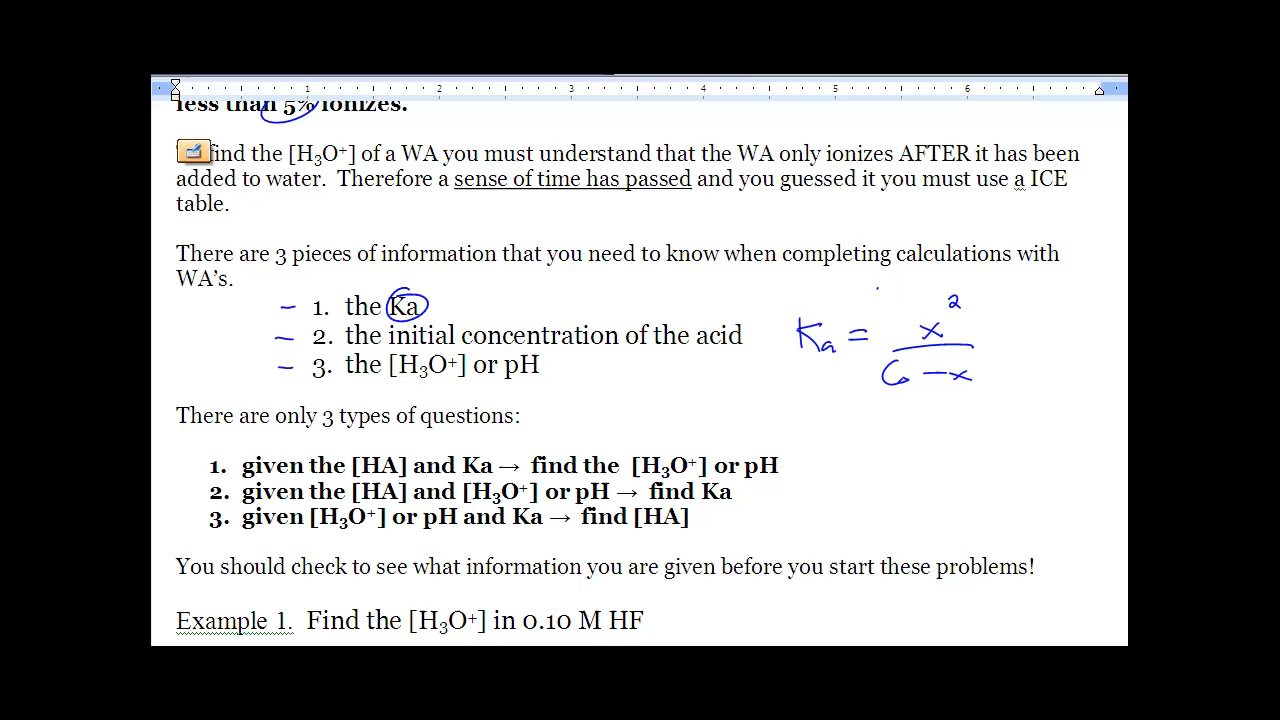 1 2 3 4 5 6
less than 5% ionizes.
find the [H₃O⁺] of a WA you must understand that the WA only ionizes AFTER it has been
added to water. Therefore a sense of time has passed and you guessed it you must use a ICE
table.
There are 3 pieces of information that you need to know when completing calculations with
WA's.
1. the Ka
2. the initial concentration of the acid
3. the [H₃O⁺] or pH
Kₐ = x² / C₀ - x
There are only 3 types of questions:
1. given the [HA] and Ka → find the [H₃O⁺] or pH
2. given the [HA] and [H₃O⁺] or pH → find Ka
3. given [H₃O⁺] or pH and Ka → find [HA]
You should check to see what information you are given before you start these problems!
Example 1. Find the [H₃O⁺] in 0.10 M HF